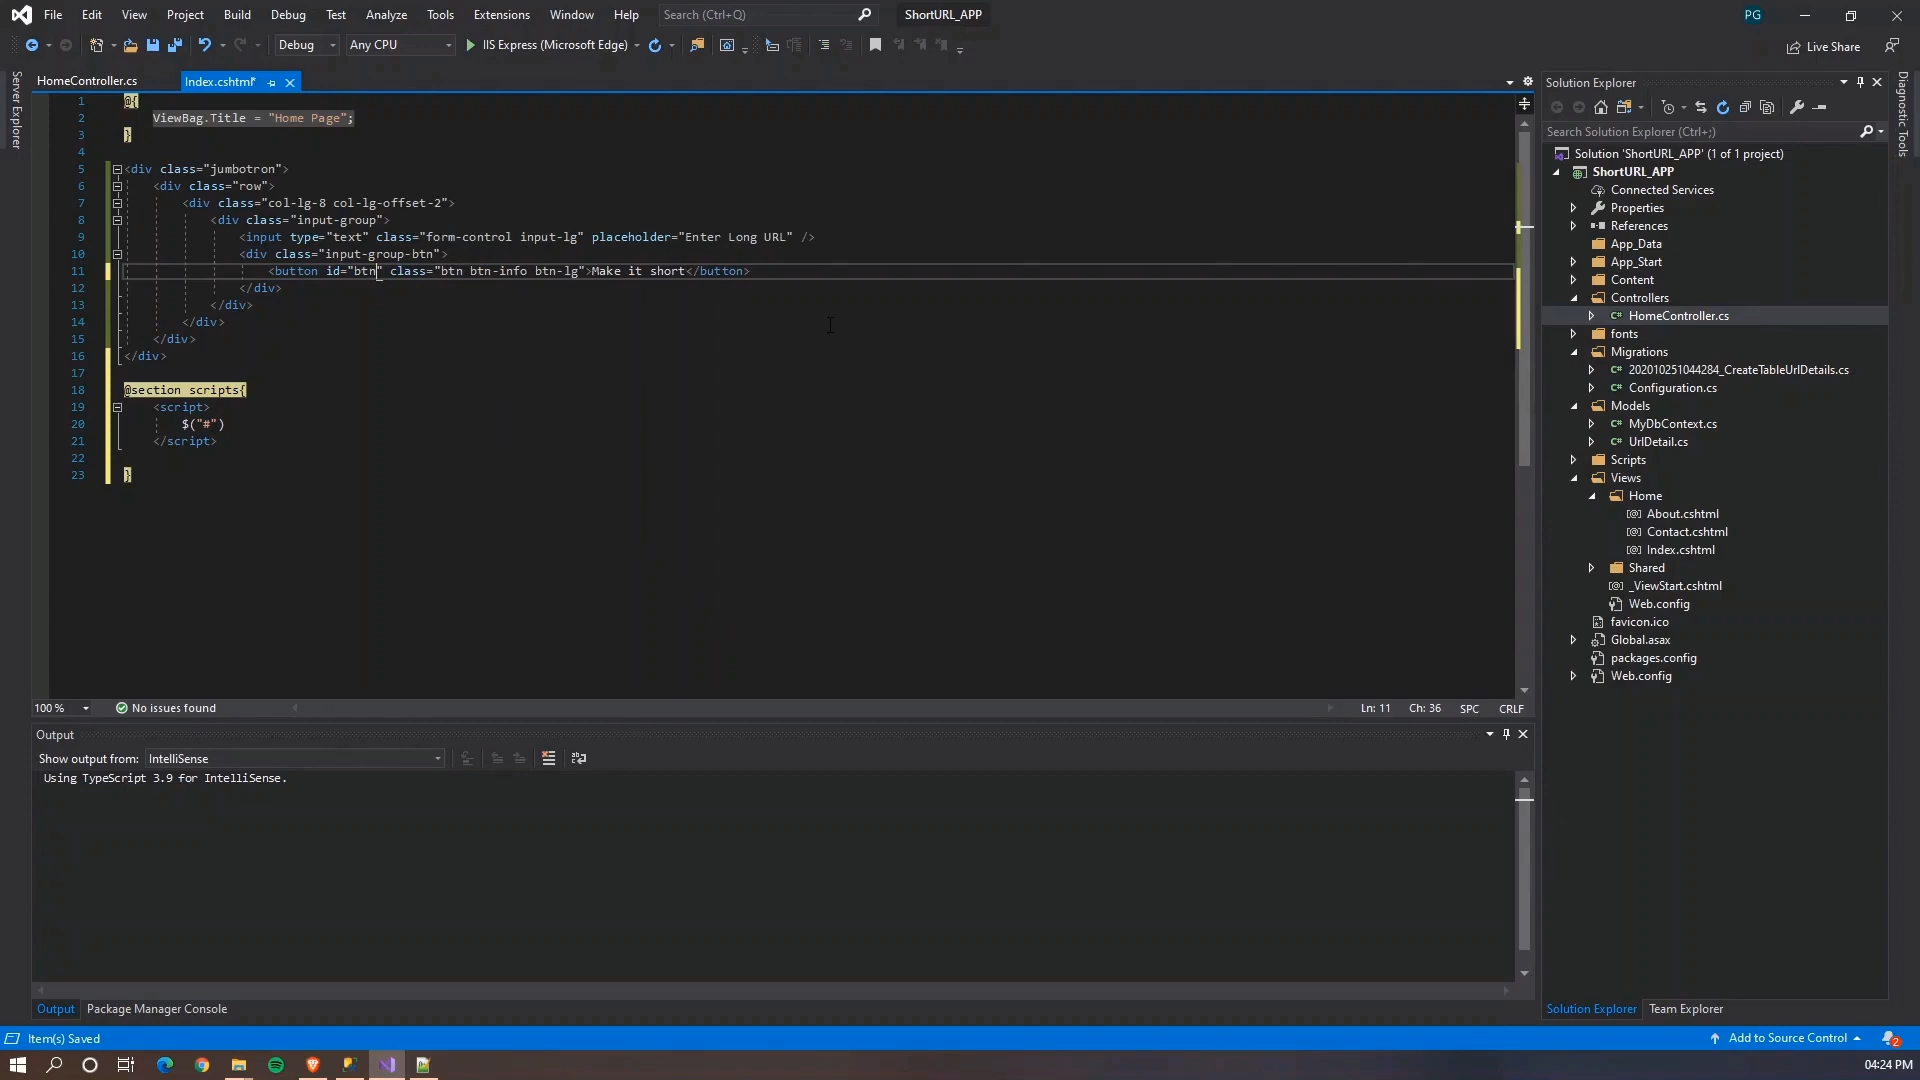 File Edit View Project Build Debug Test Analyze Tools Extensions Window Help Search (Ctrl+Q) ShortURL_APP PG
Debug Any CPU IIS Express (Microsoft Edge) Live Share
Server Explorer
HomeController.cs Index.cshtml*
1 @{
2 ViewBag.Title = "Home Page";
3 }
4
5 <div class="jumbotron">
6 <div class="row">
7 <div class="col-lg-8 col-lg-offset-2">
8 <div class="input-group">
9 <input type="text" class="form-control input-lg" placeholder="Enter Long URL" />
10 <div class="input-group-btn">
11 <button id="btn" class="btn btn-info btn-lg">Make it short</button>
12 </div>
13 </div>
14 </div>
15 </div>
16 </div>
17
18 @section scripts{
19 <script>
20 $("#")
21 </script>
22
23 }
100 % No issues found Ln: 11 Ch: 36 SPC CRLF
Output
Show output from: IntelliSense
Using TypeScript 3.9 for IntelliSense.
Output Package Manager Console
Solution Explorer
Search Solution Explorer (Ctrl+;)
Solution 'ShortURL_APP' (1 of 1 project)
ShortURL_APP
Connected Services
Properties
References
App_Data
App_Start
Content
Controllers
C# HomeController.cs
fonts
Migrations
C# 202010251044284_CreateTableUrlDetails.cs
C# Configuration.cs
Models
C# MyDbContext.cs
C# UrlDetail.cs
Scripts
Views
Home
[@] About.cshtml
[@] Contact.cshtml
[@] Index.cshtml
Shared
[@] _ViewStart.cshtml
Web.config
favicon.ico
Global.asax
packages.config
Web.config
Solution Explorer Team Explorer
Diagnostic Tools
Item(s) Saved Add to Source Control 2
04:24 PM